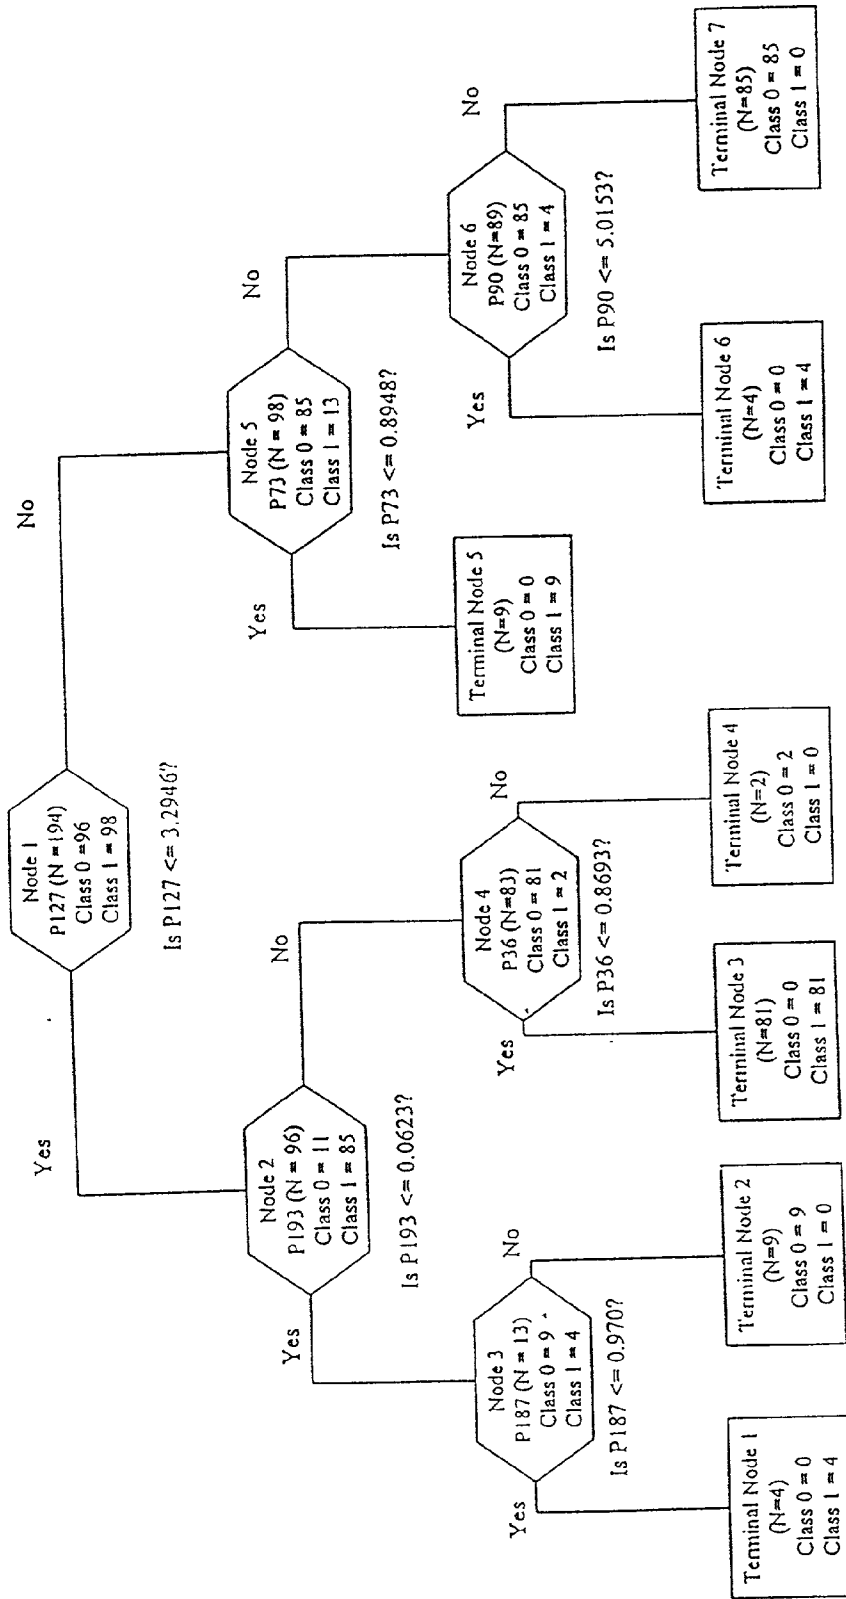 Node 1
P127 (N = 194)
Class 0 =96
Class 1 = 98
Is P127 <= 3.2946?
Yes
No
Node 2
P193 (N = 96)
Class 0 = 11
Class 1 = 85
Is P193 <= 0.0623?
Yes
No
Node 5
P73 (N = 98)
Class 0 = 85
Class 1 = 13
Is P73 <= 0.8948?
Yes
No
Node 3
P187 (N = 13)
Class 0 = 9
Class 1 = 4
Is P187 <= 0.970?
Yes
No
Node 4
P36 (N=83)
Class 0 = 81
Class 1 = 2
Is P36 <= 0.8693?
Yes
No
Terminal Node 5
(N=9)
Class 0 = 0
Class 1 = 9
Node 6
P90 (N=89)
Class 0 = 85
Class 1 = 4
Is P90 <= 5.0153?
Yes
No
Terminal Node 1
(N=4)
Class 0 = 0
Class 1 = 4
Terminal Node 2
(N=9)
Class 0 = 9
Class 1 = 0
Terminal Node 3
(N=81)
Class 0 = 0
Class 1 = 81
Terminal Node 4
(N=2)
Class 0 = 2
Class 1 = 0
Terminal Node 6
(N=4)
Class 0 = 0
Class 1 = 4
Terminal Node 7
(N=85)
Class 0 = 85
Class 1 = 0